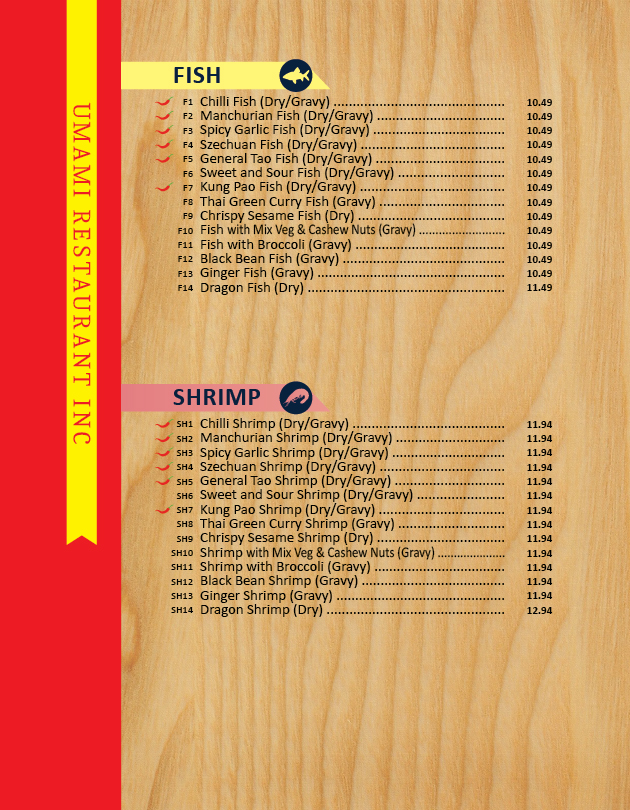 UMAMI RESTAURANT INC
FISH
F1 Chilli Fish (Dry/Gravy) ................................................ 10.49
F2 Manchurian Fish (Dry/Gravy) .................................... 10.49
F3 Spicy Garlic Fish (Dry/Gravy) ..................................... 10.49
F4 Szechuan Fish (Dry/Gravy) ........................................ 10.49
F5 General Tao Fish (Dry/Gravy) ..................................... 10.49
F6 Sweet and Sour Fish (Dry/Gravy) ............................... 10.49
F7 Kung Pao Fish (Dry/Gravy) ......................................... 10.49
F8 Thai Green Curry Fish (Gravy) .................................... 10.49
F9 Chrispy Sesame Fish (Dry) .......................................... 10.49
F10 Fish with Mix Veg & Cashew Nuts (Gravy) ........................... 10.49
F11 Fish with Broccoli (Gravy) ........................................... 10.49
F12 Black Bean Fish (Gravy) .............................................. 10.49
F13 Ginger Fish (Gravy) .................................................... 10.49
F14 Dragon Fish (Dry) ....................................................... 11.49
SHRIMP
SH1 Chilli Shrimp (Dry/Gravy) ........................................... 11.94
SH2 Manchurian Shrimp (Dry/Gravy) ............................... 11.94
SH3 Spicy Garlic Shrimp (Dry/Gravy) ................................ 11.94
SH4 Szechuan Shrimp (Dry/Gravy) .................................... 11.94
SH5 General Tao Shrimp (Dry/Gravy) ............................... 11.94
SH6 Sweet and Sour Shrimp (Dry/Gravy) ......................... 11.94
SH7 Kung Pao Shrimp (Dry/Gravy) .................................... 11.94
SH8 Thai Green Curry Shrimp (Gravy) .............................. 11.94
SH9 Chrispy Sesame Shrimp (Dry) ..................................... 11.94
SH10 Shrimp with Mix Veg & Cashew Nuts (Gravy) ..................... 11.94
SH11 Shrimp with Broccoli (Gravy) ..................................... 11.94
SH12 Black Bean Shrimp (Gravy) ........................................ 11.94
SH13 Ginger Shrimp (Gravy) ............................................... 11.94
SH14 Dragon Shrimp (Dry) .................................................. 12.94